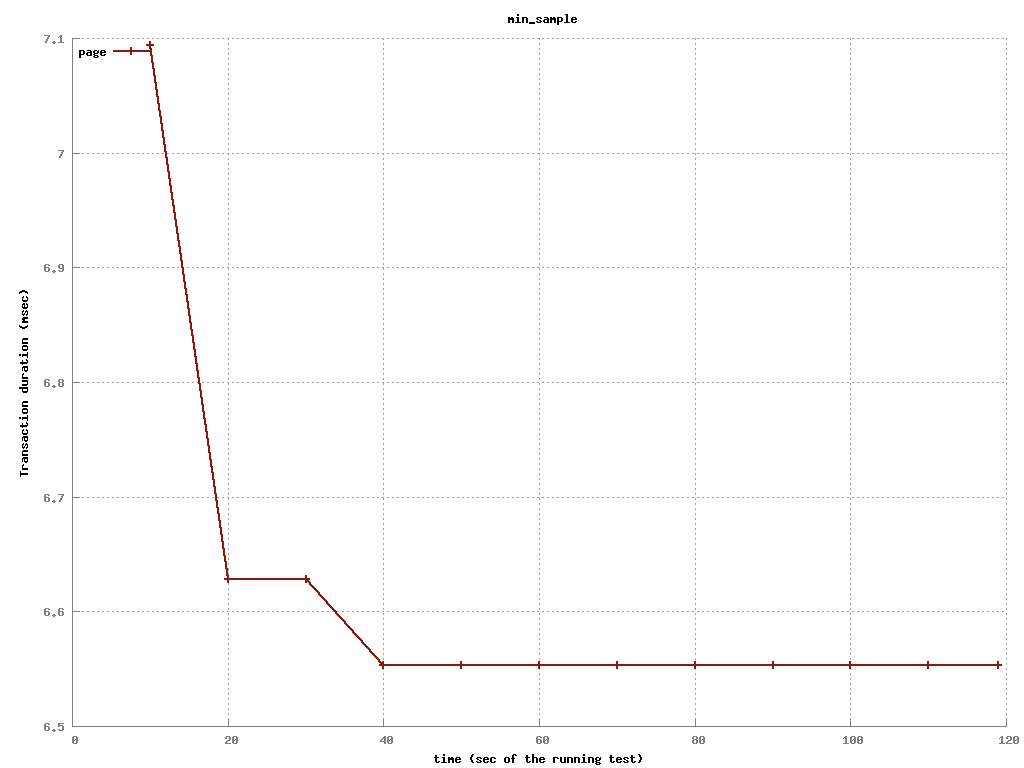 min_sample
7.1
page
7
6.9
6.8
6.7
6.6
6.5
Transaction duration (msec)
0 20 40 60 80 100 120
time (sec of the running test)